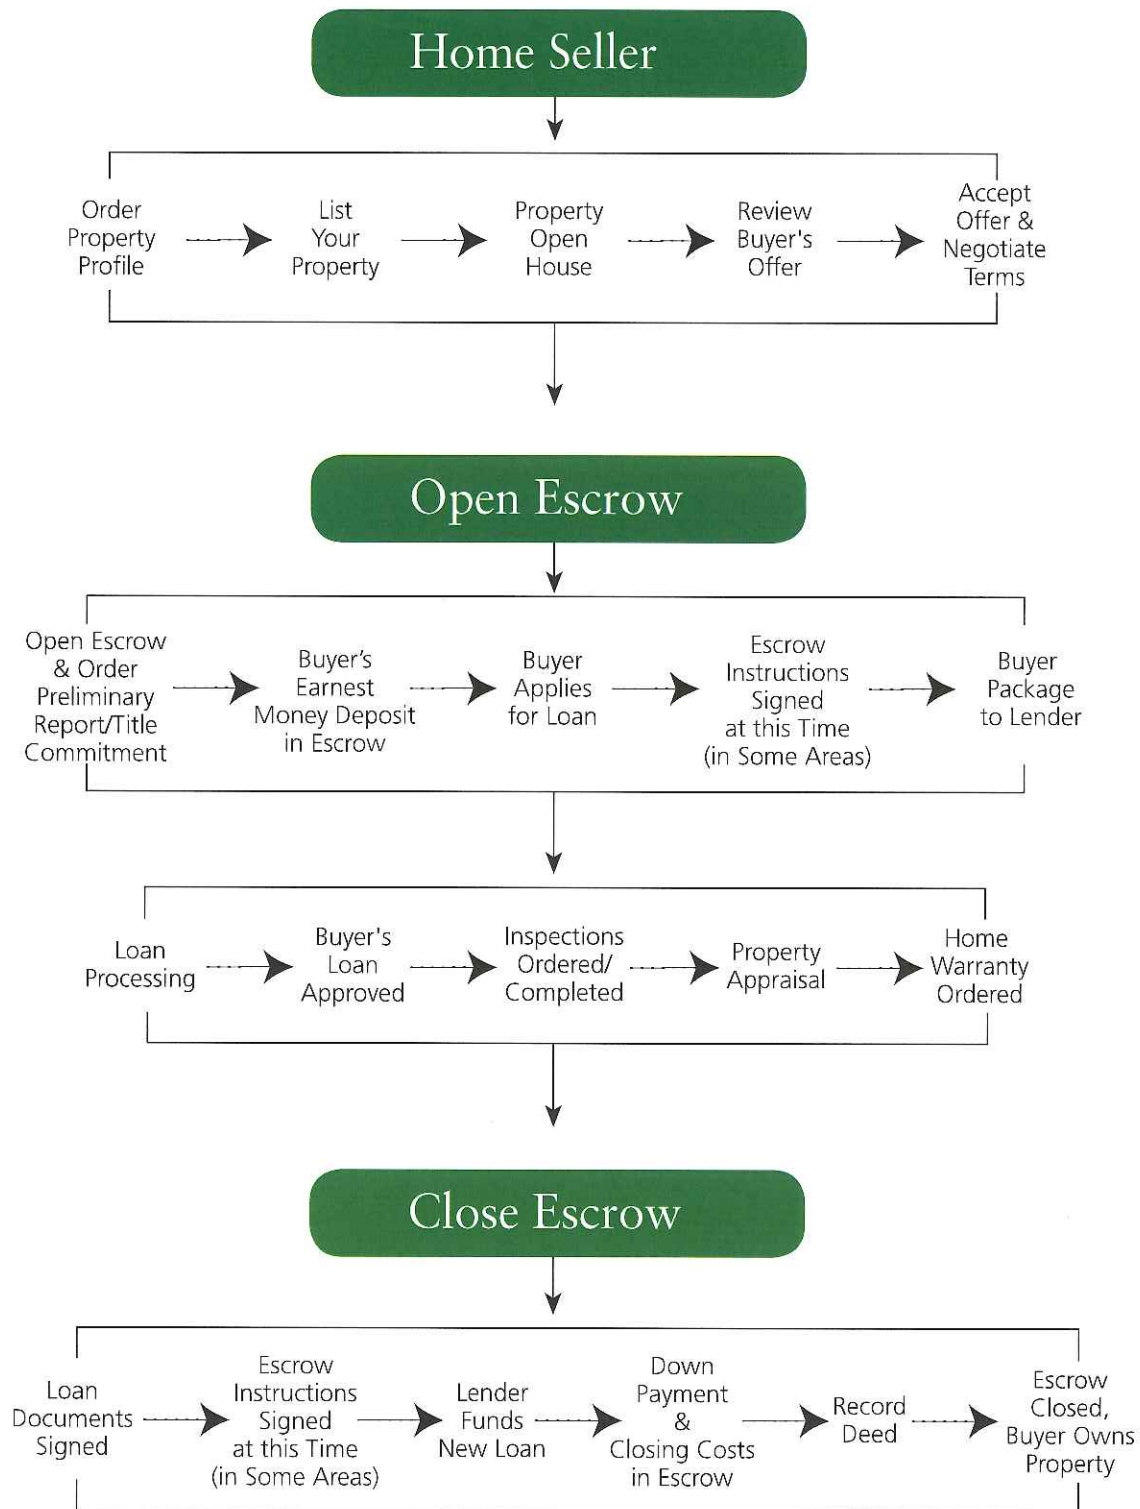 Home Seller
Order
Property
Profile
List
Your
Property
Property
Open
House
Review
Buyer's
Offer
Accept
Offer &
Negotiate
Terms
Open Escrow
Open Escrow
& Order
Preliminary
Report/Title
Commitment
Buyer's
Earnest
Money Deposit
in Escrow
Buyer
Applies
for Loan
Escrow
Instructions
Signed
at this Time
(in Some Areas)
Buyer
Package
to Lender
Loan
Processing
Buyer's
Loan
Approved
Inspections
Ordered/
Completed
Property
Appraisal
Home
Warranty
Ordered
Close Escrow
Loan
Documents
Signed
Escrow
Instructions
Signed
at this Time
(in Some Areas)
Lender
Funds
New Loan
Down
Payment
&
Closing Costs
in Escrow
Record
Deed
Escrow
Closed,
Buyer Owns
Property